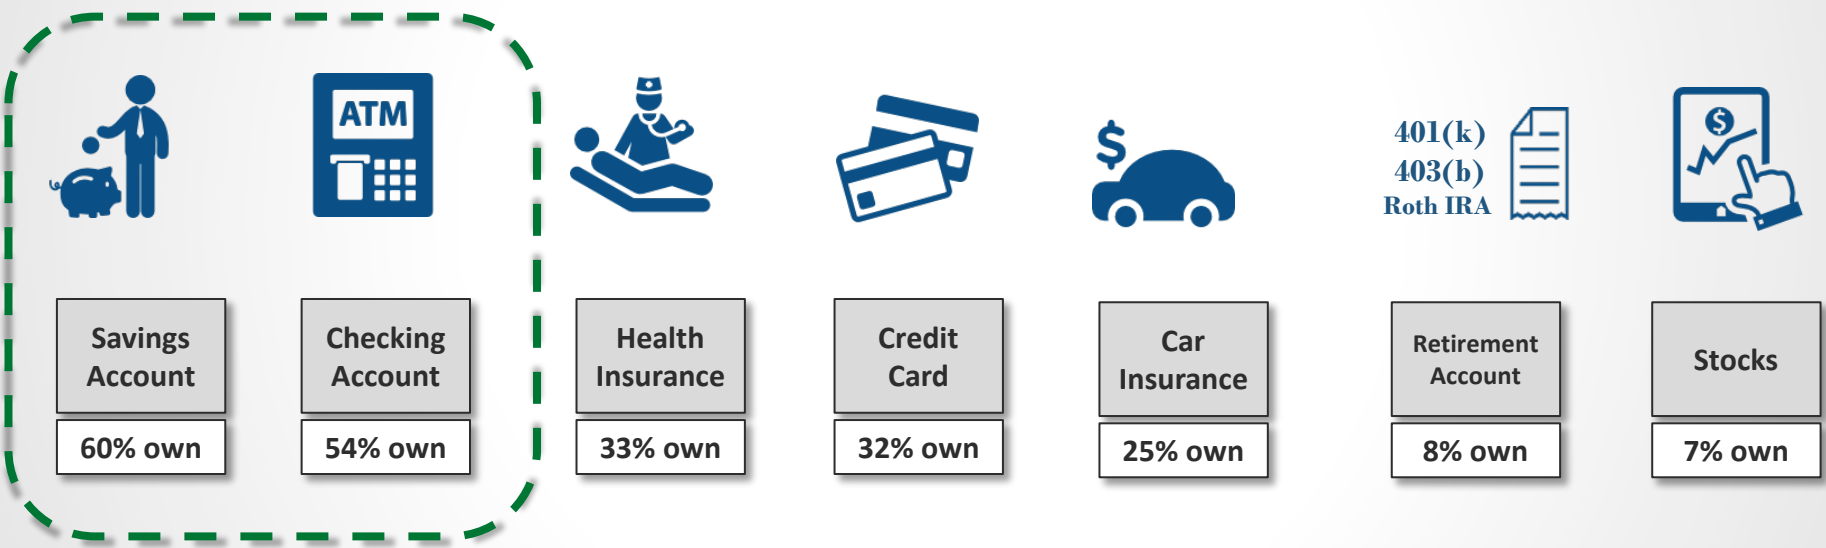 ATM
$
401(k)
403(b)
Roth IRA
$
Savings
Account
60% own
Checking
Account
54% own
Health
Insurance
33% own
Credit
Card
32% own
Car
Insurance
25% own
Retirement
Account
8% own
Stocks
7% own